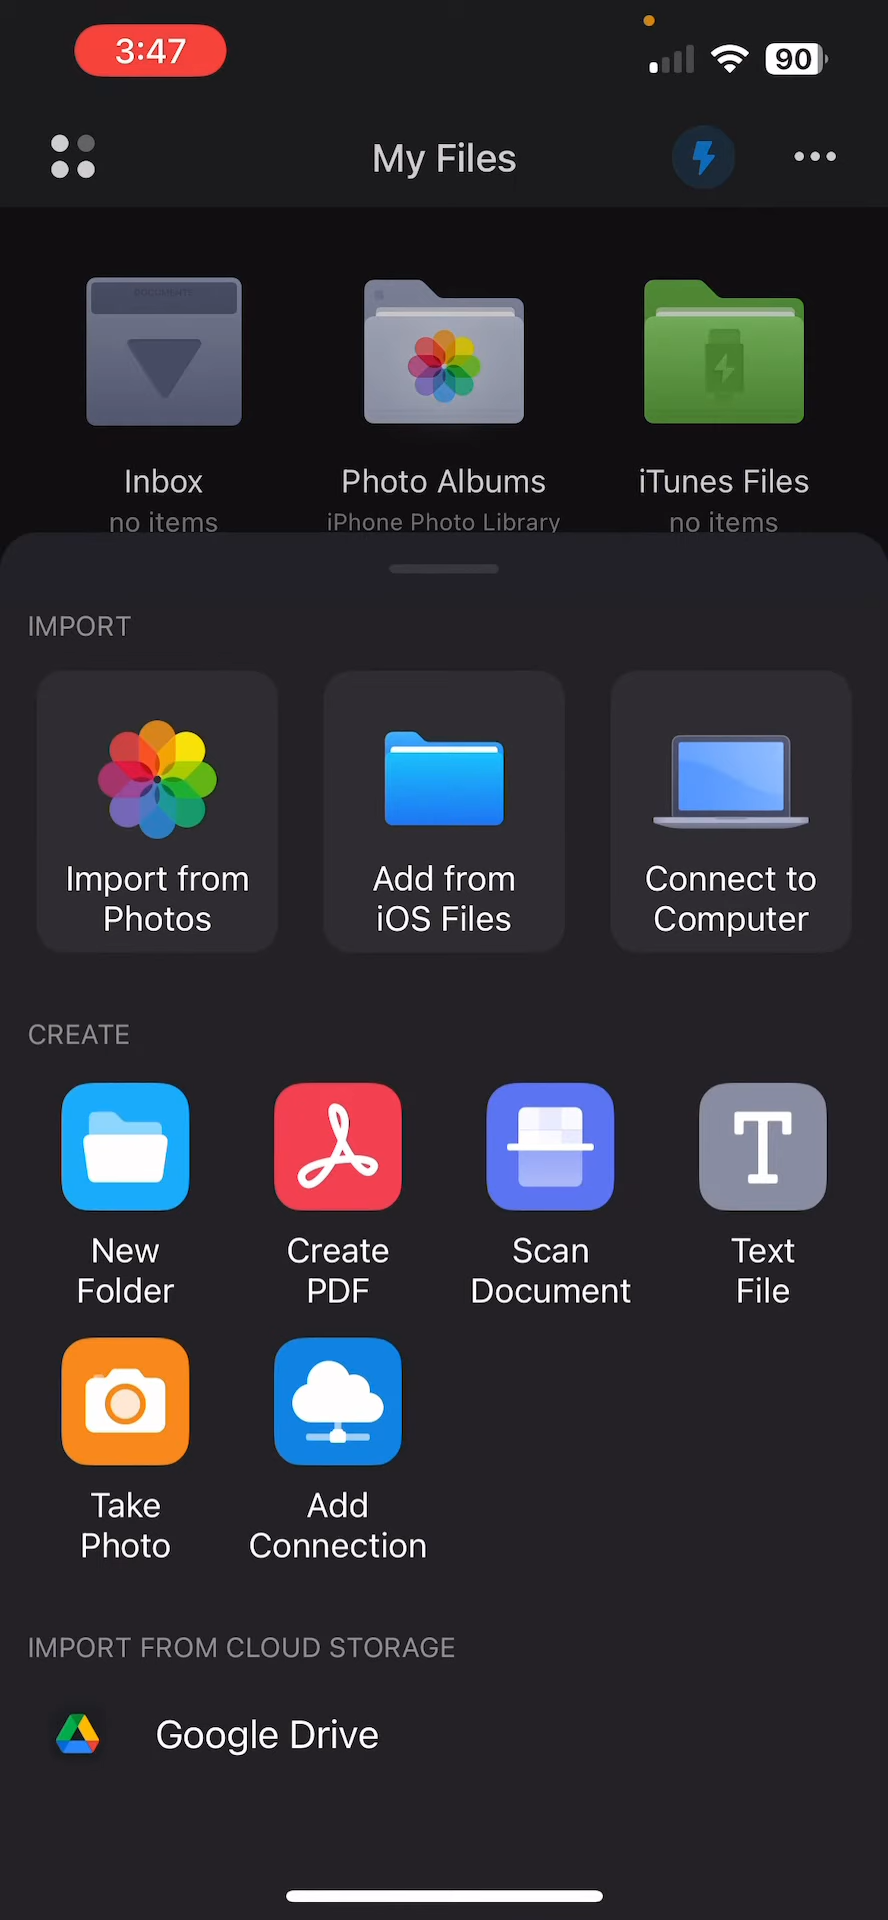 3:47
90
My Files
DOCUMENTS
Inbox
Photo Albums
iTunes Files
no items
iPhone Photo Library
no items
IMPORT
Import from
Photos
Add from
iOS Files
Connect to
Computer
CREATE
New
Folder
Create
PDF
Scan
Document
Text
File
Take
Photo
Add
Connection
IMPORT FROM CLOUD STORAGE
Google Drive